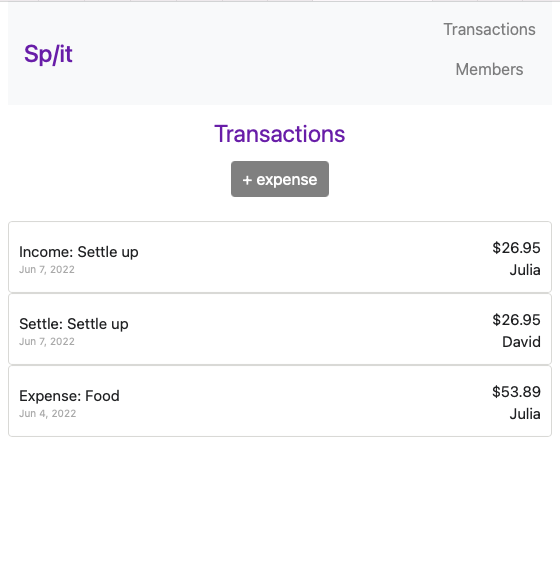 Sp/it
Transactions
Members
Transactions
+ expense
Income: Settle up
Jun 7, 2022
$26.95
Julia
Settle: Settle up
Jun 7, 2022
$26.95
David
Expense: Food
Jun 4, 2022
$53.89
Julia